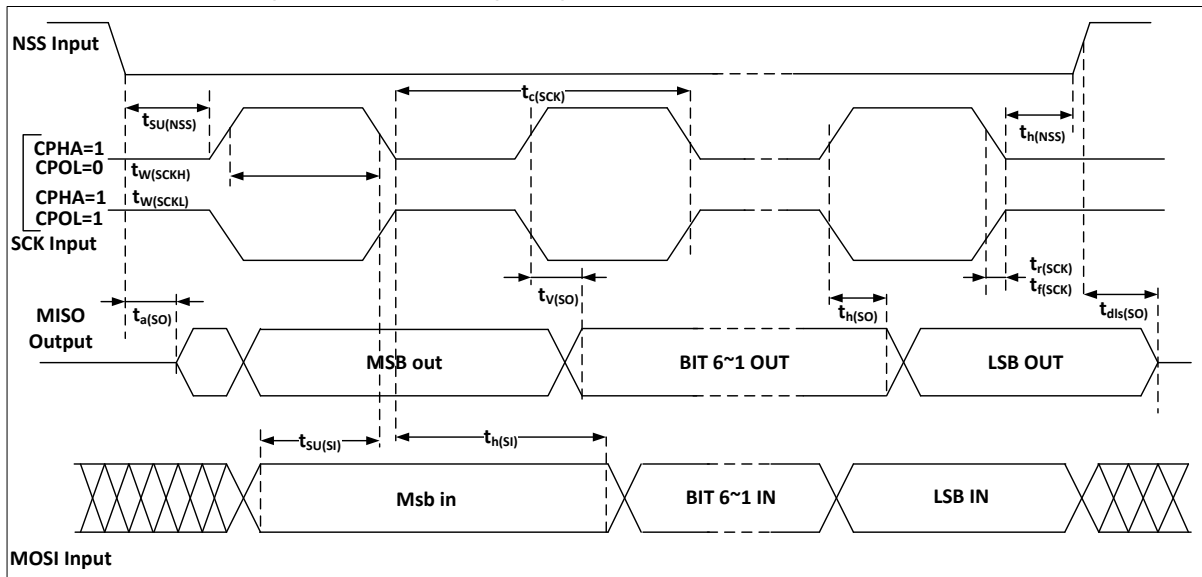 NSS Input
tc(SCK)
tSU(NSS)
th(NSS)
CPHA=1
CPOL=0
tW(SCKH)
CPHA=1
tW(SCKL)
CPOL=1
SCK Input
tr(SCK)
tV(SO)
tf(SCK)
ta(SO)
th(SO)
tdIs(SO)
MISO
Output
MSB out
BIT 6~1 OUT
LSB OUT
tSU(SI)
th(SI)
Msb in
BIT 6~1 IN
LSB IN
MOSI Input